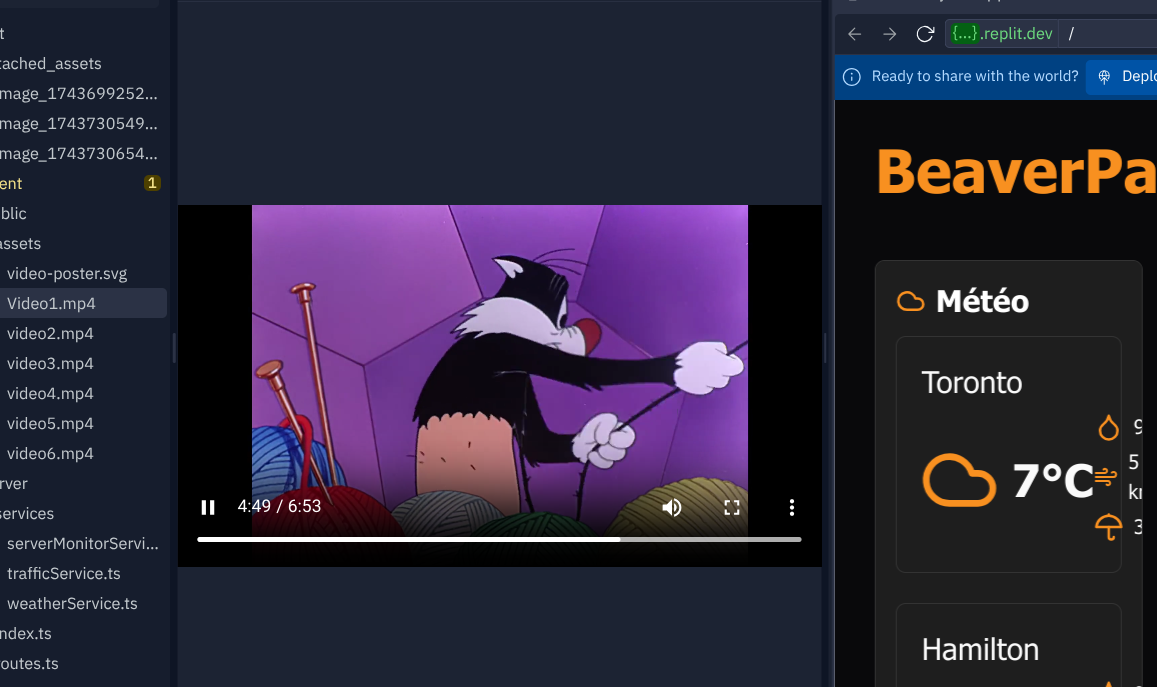 t
tached_assets
mage_1743699252...
mage_1743730549...
mage_1743730654...
ent
1
blic
assets
video-poster.svg
Video1.mp4
video2.mp4
video3.mp4
video4.mp4
video5.mp4
video6.mp4
rver
services
serverMonitorServi...
trafficService.ts
weatherService.ts
ndex.ts
outes.ts
4:49 / 6:53
{...}.replit.dev /
Ready to share with the world? Deplo
BeaverPa
Météo
Toronto
9
7°C
5
kr
3
Hamilton